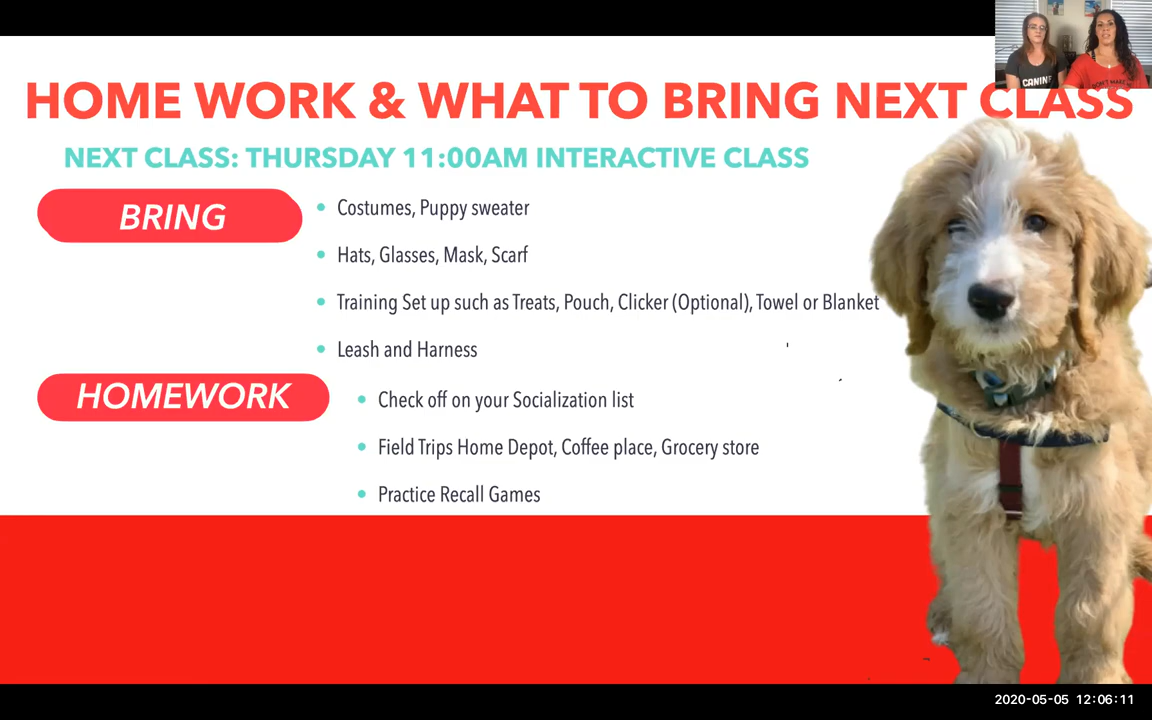 HOME WORK & WHAT TO BRING NEXT CLASS
NEXT CLASS: THURSDAY 11:00AM INTERACTIVE CLASS
BRING
Costumes, Puppy sweater
Hats, Glasses, Mask, Scarf
Training Set up such as Treats, Pouch, Clicker (Optional), Towel or Blanket
Leash and Harness
HOMEWORK
Check off on your Socialization list
Field Trips Home Depot, Coffee place, Grocery store
Practice Recall Games
CANINE
2020-05-05 12:06:11